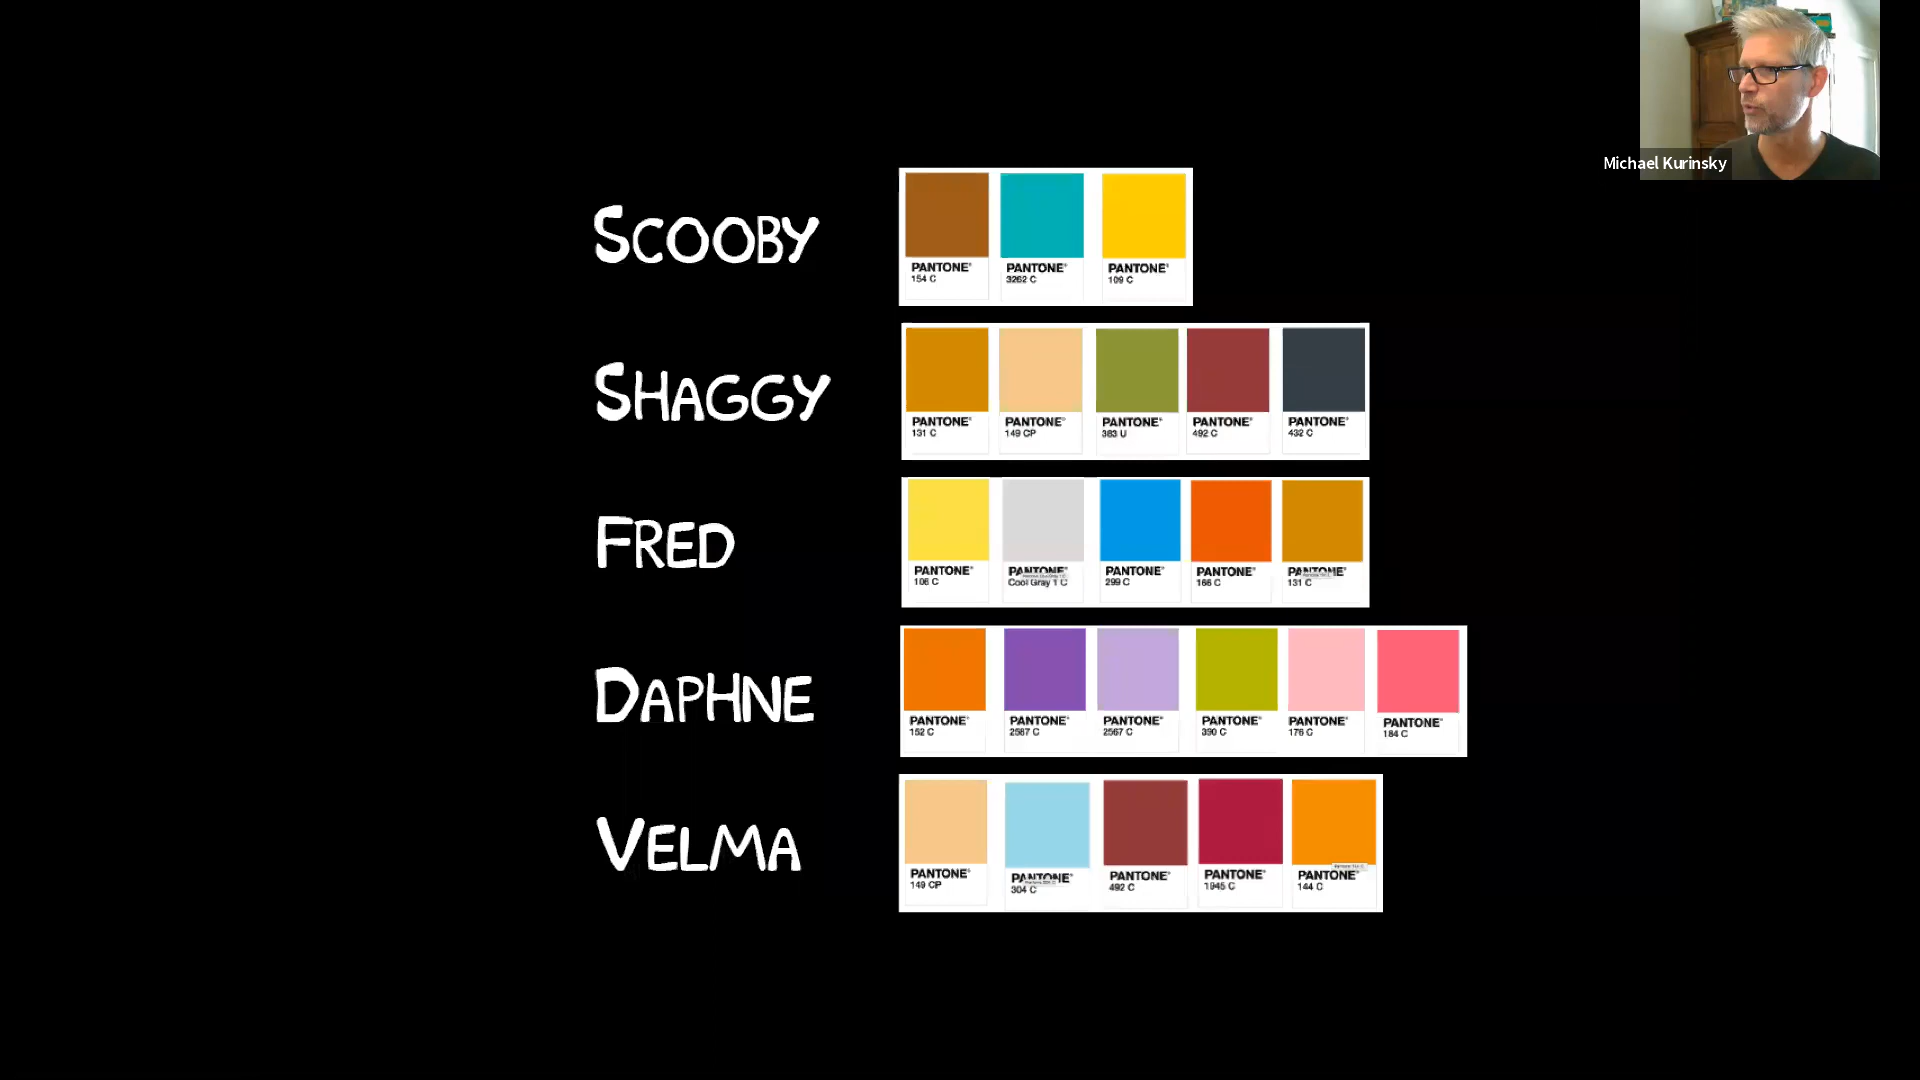 Michael Kurinsky
SCOOBY
PANTONE® PANTONE® PANTONE®
154 C 3262 C 109 C
SHAGGY
PANTONE® PANTONE® PANTONE® PANTONE® PANTONE®
131 C 149 CP 383 U 492 C 432 C
FRED
PANTONE® PANTONE® PANTONE® PANTONE® PANTONE®
106 C Cool Gray 1 C 299 C 166 C 131 C
DAPHNE
PANTONE® PANTONE® PANTONE® PANTONE® PANTONE® PANTONE®
152 C 2587 C 2567 C 390 C 176 C 184 C
VELMA
PANTONE® PANTONE® PANTONE® PANTONE® PANTONE®
149 CP 304 C 492 C 1945 C 144 C